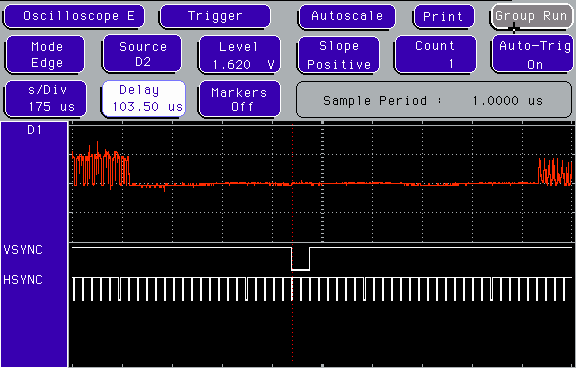 Oscilloscope E Trigger Autoscale Print Group Run
Mode Source Level Slope Count Auto-Trig
Edge D2 1.620 V Positive 1 On
s/Div Delay Markers
175 us 103.50 us Off Sample Period : 1.0000 us
D1
VSYNC
HSYNC